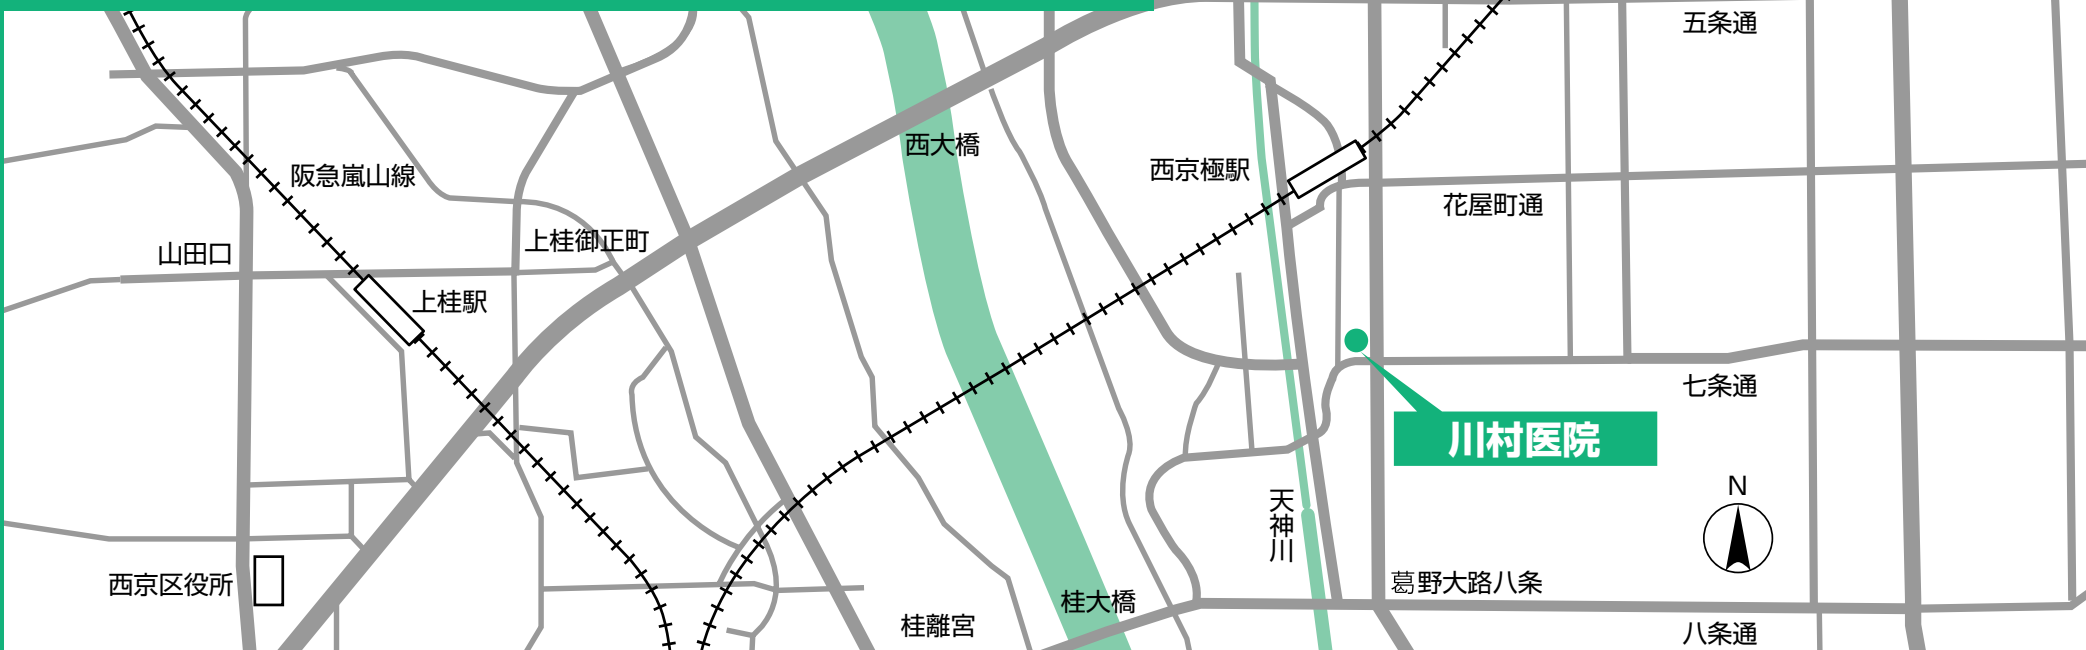 五条通
西大橋
西京極駅
阪急嵐山線
花屋町通
山田口
上桂御正町
上桂駅
七条通
川村医院
N
天神川
西京区役所
葛野大路八条
桂大橋
桂離宮
八条通